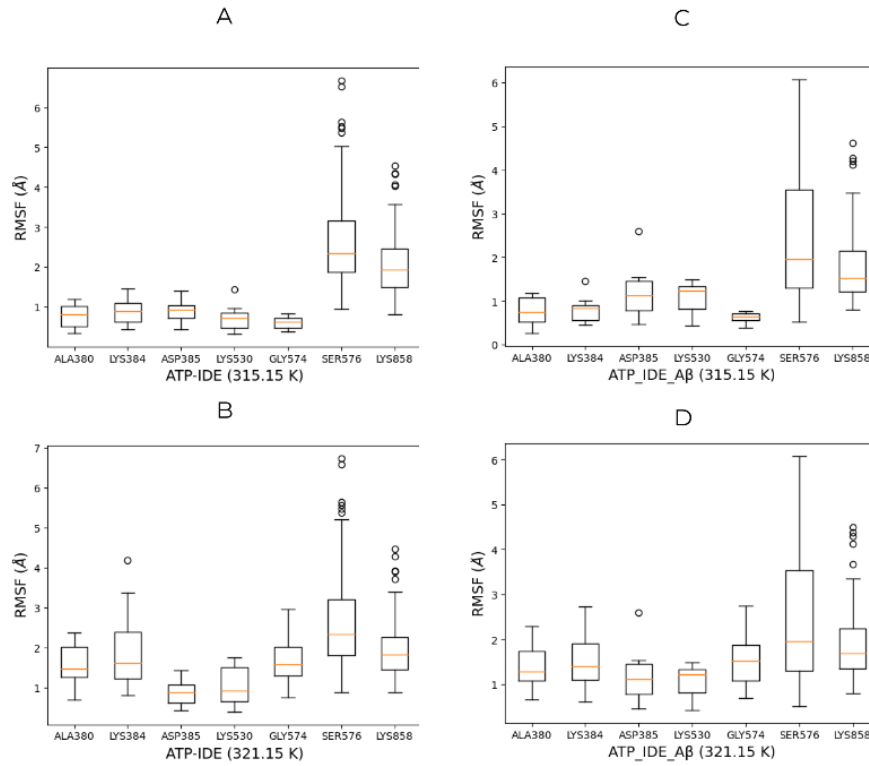 A
RMSF (Å)
6
5
4
3
2
1
ALA380 LYS384 ASP385 LYS530 GLY574 SER576 LYS858
ATP-IDE (315.15 K)
C
RMSF (Å)
6
5
4
3
2
1
0
ALA380 LYS384 ASP385 LYS530 GLY574 SER576 LYS858
ATP_IDE_Aβ (315.15 K)
B
RMSF (Å)
7
6
5
4
3
2
1
ALA380 LYS384 ASP385 LYS530 GLY574 SER576 LYS858
ATP-IDE (321.15 K)
D
RMSF (Å)
6
5
4
3
2
1
ALA380 LYS384 ASP385 LYS530 GLY574 SER576 LYS858
ATP_IDE_Aβ (321.15 K)